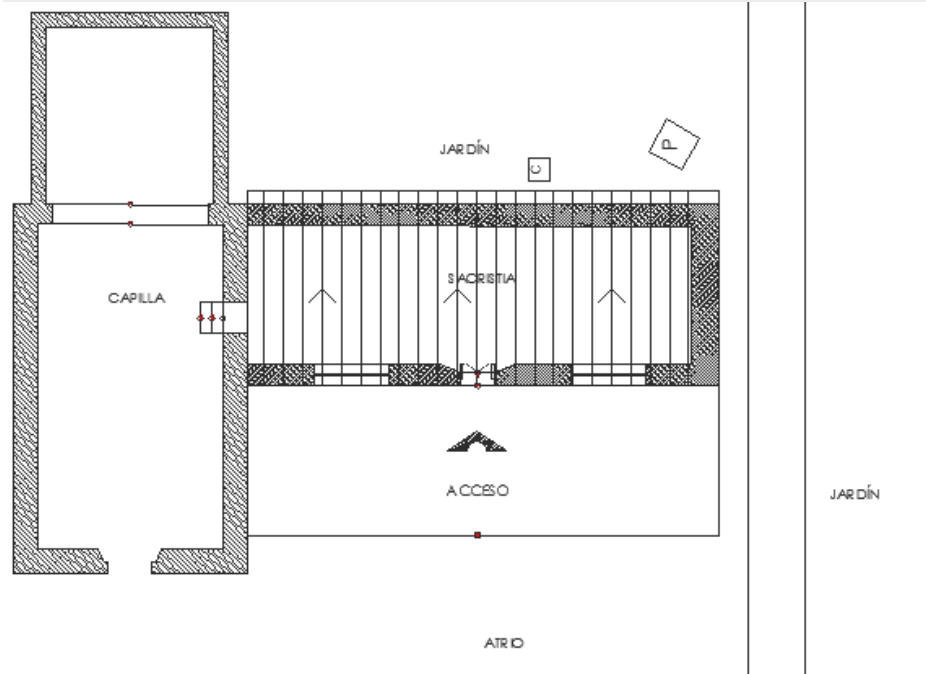 JARDÍN
P
C
SACRISTIA
CAPILLA
ACCESO
JARDÍN
ATRIO